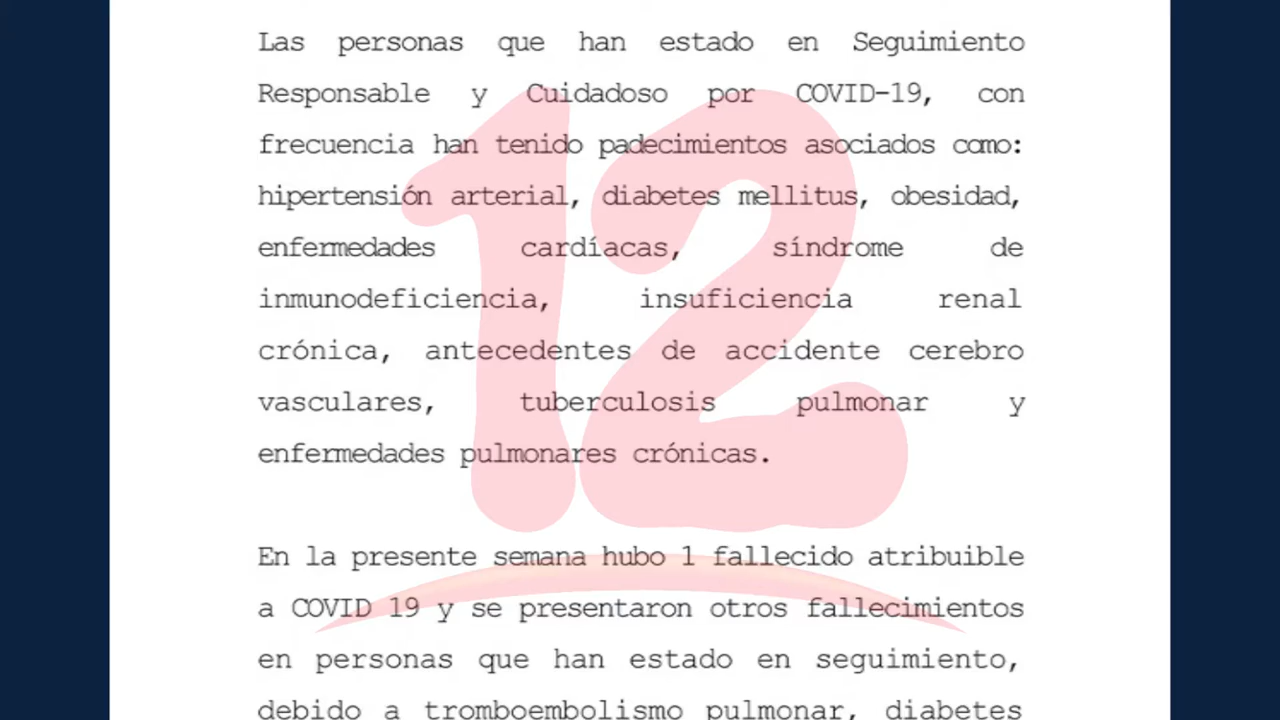 Las personas que han estado en Seguimiento
Responsable y Cuidadoso por COVID-19, con
frecuencia han tenido padecimientos asociados como:
hipertensión arterial, diabetes mellitus, obesidad,
enfermedades cardíacas, síndrome de
inmunodeficiencia, insuficiencia renal
crónica, antecedentes de accidente cerebro
vasculares, tuberculosis pulmonar y
enfermedades pulmonares crónicas.
En la presente semana hubo 1 fallecido atribuible
a COVID 19 y se presentaron otros fallecimientos
en personas que han estado en seguimiento,
debido a tromboembolismo pulmonar, diabetes
12